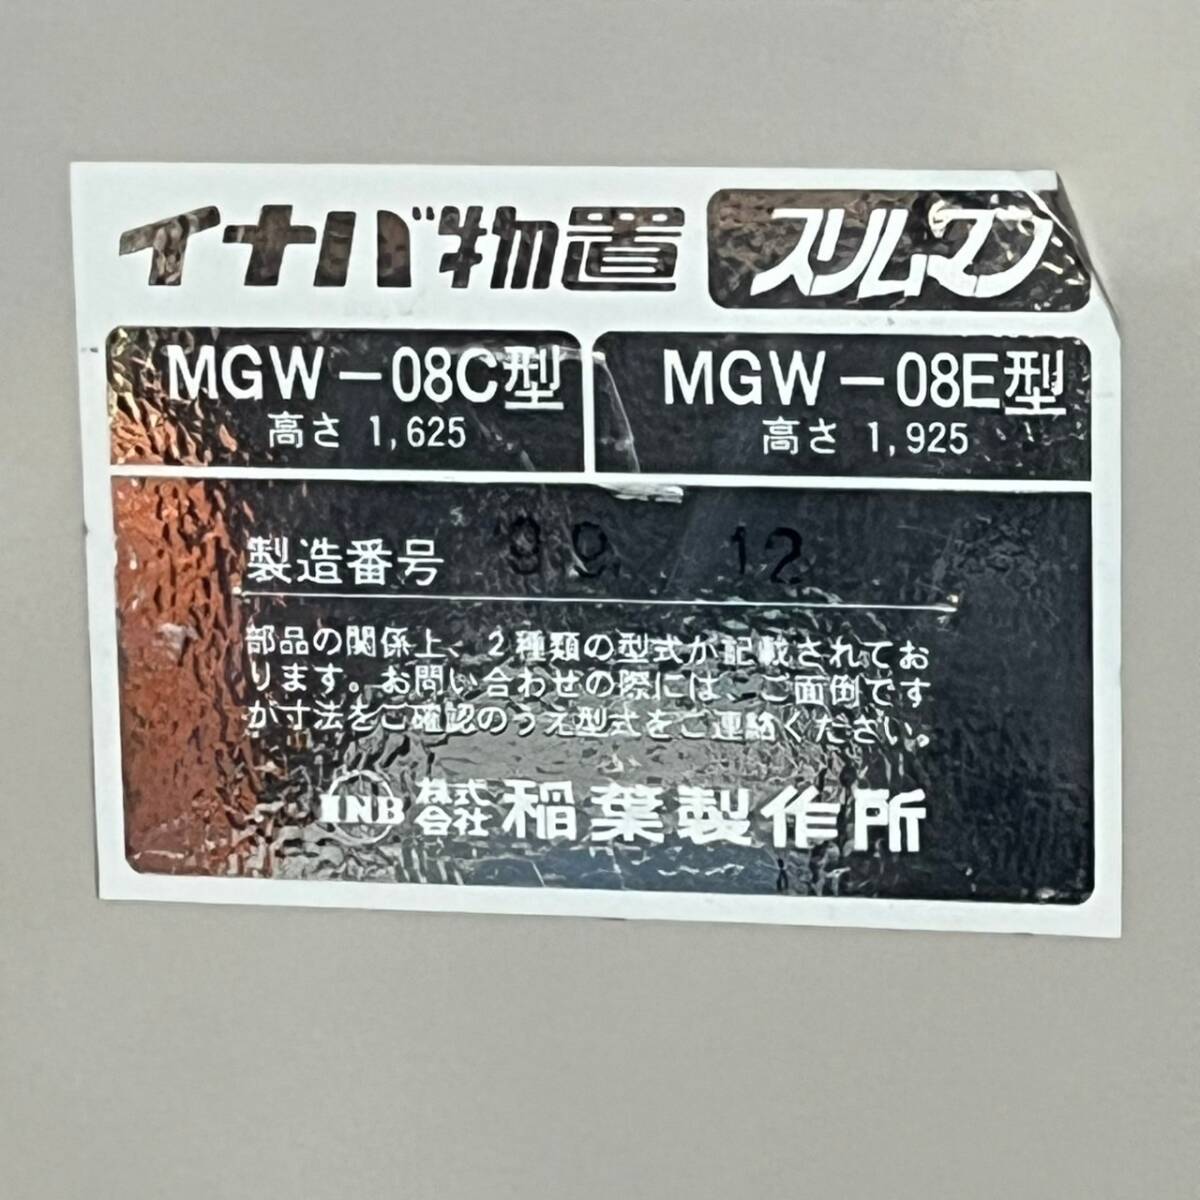 イナバ物置 スリムマン
MGW-08C型 MGW-08E型
高さ 1,625 高さ 1,925
製造番号 '99. 12
部品の関係上、2種類の型式が記載されてお
ります。お問い合わせの際には、ご面倒です
が寸法をご確認のうえ型式をご連絡ください。
INB 株式会社 稲葉製作所